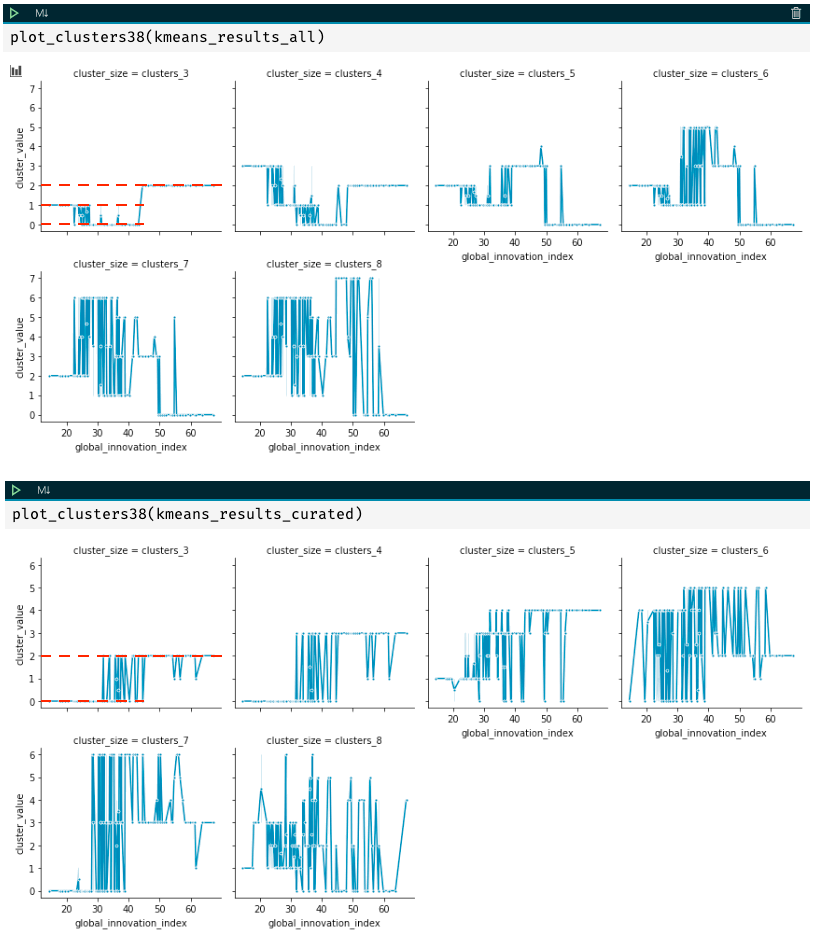 M↓
plot_clusters38(kmeans_results_all)
cluster_size = clusters_3 cluster_size = clusters_4 cluster_size = clusters_5 cluster_size = clusters_6
7
6
5
4
3
2
1
0
cluster_value
20 30 40 50 60 20 30 40 50 60
global_innovation_index global_innovation_index
cluster_size = clusters_7 cluster_size = clusters_8
7
6
5
4
3
2
1
0
cluster_value
20 30 40 50 60 20 30 40 50 60
global_innovation_index global_innovation_index
M↓
plot_clusters38(kmeans_results_curated)
cluster_size = clusters_3 cluster_size = clusters_4 cluster_size = clusters_5 cluster_size = clusters_6
6
5
4
3
2
1
0
cluster_value
20 30 40 50 60 20 30 40 50 60
global_innovation_index global_innovation_index
cluster_size = clusters_7 cluster_size = clusters_8
6
5
4
3
2
1
0
cluster_value
20 30 40 50 60 20 30 40 50 60
global_innovation_index global_innovation_index